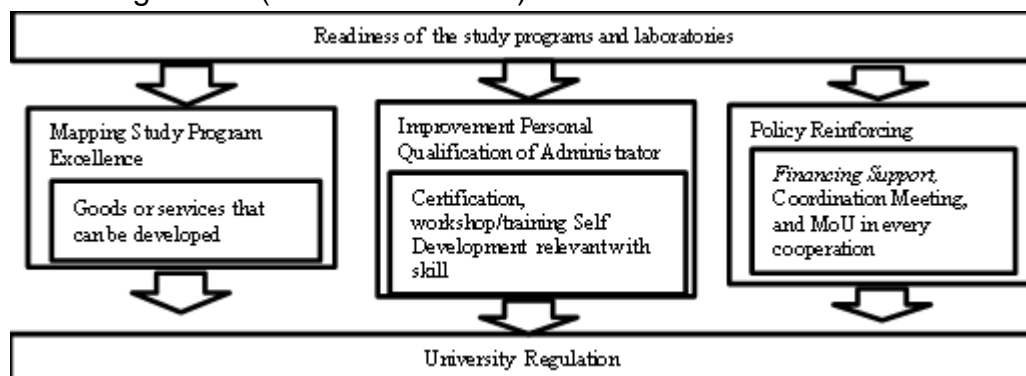 Readiness of the study programs and laboratories
Mapping Study Program
Excellence
Goods or services that
can be developed
Improvement Personal
Qualification of Administrator
Certification,
workshop/training Self
Development relevant with
skill
Policy Reinforcing
Financing Support,
Coordination Meeting,
and MoU in every
cooperation
University Regulation